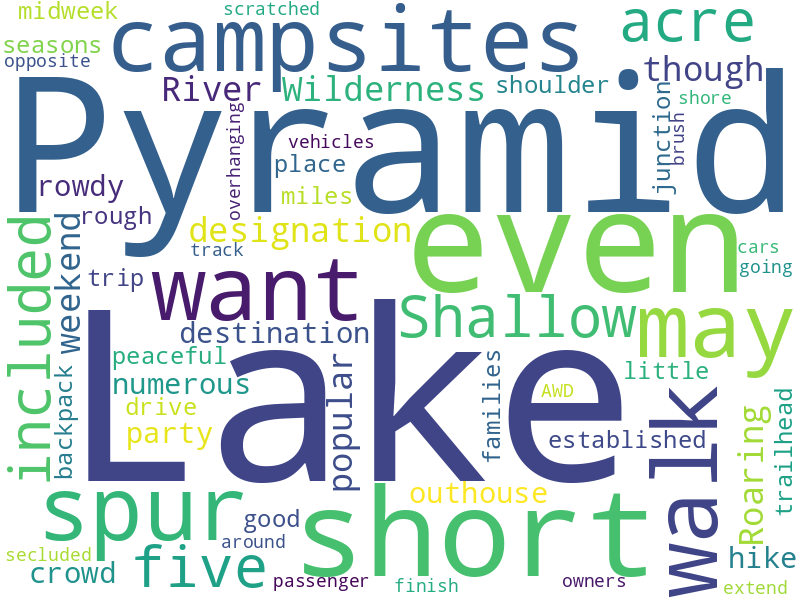 midweek
scratched
campsites
acre
seasons
opposite
River
Wilderness
shoulder
though
Pyramid
overhanging
vehicles
place
junction
shore
brush
rowdy
rough
miles
designation
track
even
cars
going
included
weekend
trip
want
Shallow
may
destination
Lake
peaceful
numerous
drive
party
backpack
popular
families
AWD
little
established
walk
Roaring
trailhead
spur
good
around
short
outhouse
secluded
crowd
five
passenger
finish
owners
hike
extend